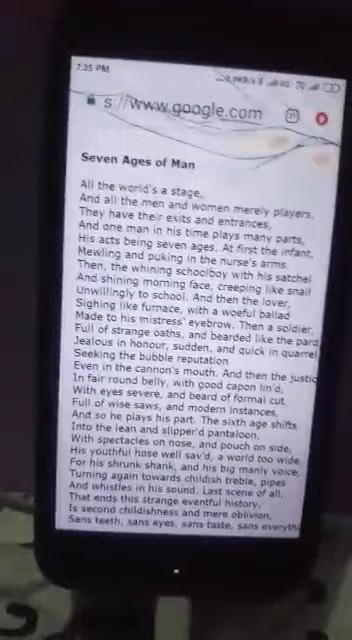 7:35 PM
s://www.google.com
Seven Ages of Man
All the world's a stage,
And all the men and women merely players,
They have their exits and entrances,
And one man in his time plays many parts,
His acts being seven ages. At first the infant,
Mewling and puking in the nurse's arms.
Then, the whining schoolboy with his satchel
And shining morning face, creeping like snail
Unwillingly to school. And then the lover,
Sighing like furnace, with a woeful ballad
Made to his mistress' eyebrow. Then a soldier,
Full of strange oaths, and bearded like the pard,
Jealous in honour, sudden, and quick in quarrel
Seeking the bubble reputation
Even in the cannon's mouth. And then the justic
In fair round belly, with good capon lin'd,
With eyes severe, and beard of formal cut,
Full of wise saws, and modern instances,
And so he plays his part. The sixth age shifts
Into the lean and slipper'd pantaloon,
With spectacles on nose, and pouch on side,
His youthful hose well sav'd, a world too wide,
For his shrunk shank, and his big manly voice,
Turning again towards childish treble, pipes
And whistles in his sound. Last scene of all,
That ends this strange eventful history,
Is second childishness and mere oblivion,
Sans teeth, sans eyes, sans taste, sans everythi